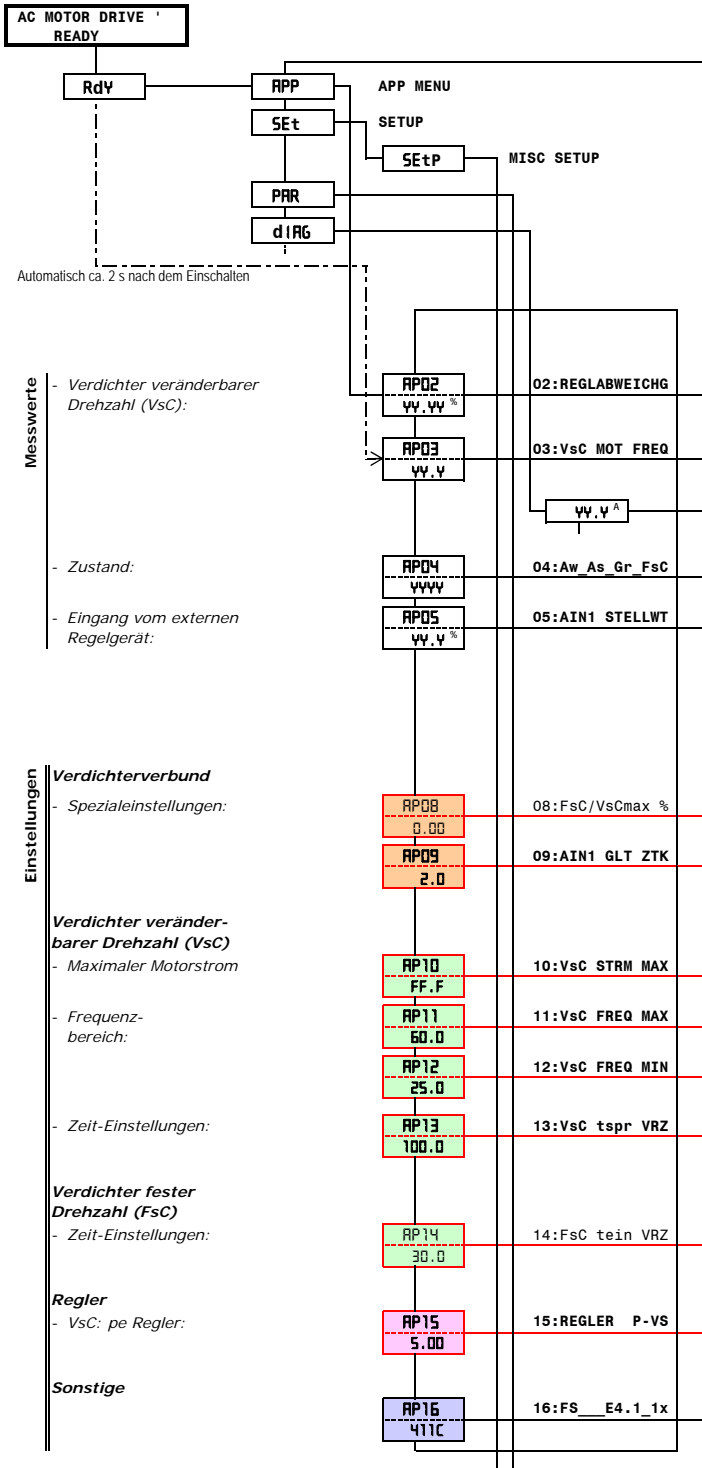 AC MOTOR DRIVE '
READY
RdY
APP
APP MENU
SEt
SETUP
SEtP
MISC SETUP
PAR
dIAG
Automatisch ca. 2 s nach dem Einschalten
Messwerte
- Verdichter veränderbarer
Drehzahl (VsC):
AP02
YY.YY %
02:REGLABWEICHG
AP03
YY.Y
03:VsC MOT FREQ
YY.Y A
- Zustand:
AP04
YYYY
04:Aw_As_Gr_FsC
- Eingang vom externen
Regelgerät:
AP05
YY.Y %
05:AIN1 STELLWT
Einstellungen
Verdichterverbund
- Spezialeinstellungen:
AP08
0.00
08:FsC/VsCmax %
AP09
2.0
09:AIN1 GLT ZTK
Verdichter veränder-
barer Drehzahl (VsC)
- Maximaler Motorstrom
AP10
FF.F
10:VsC STRM MAX
- Frequenz-
bereich:
AP11
60.0
11:VsC FREQ MAX
AP12
25.0
12:VsC FREQ MIN
- Zeit-Einstellungen:
AP13
100.0
13:VsC tspr VRZ
Verdichter fester
Drehzahl (FsC)
- Zeit-Einstellungen:
AP14
30.0
14:FsC tein VRZ
Regler
- VsC: pe Regler:
AP15
5.00
15:REGLER P-VS
Sonstige
AP16
411C
16:FS___E4.1_1x